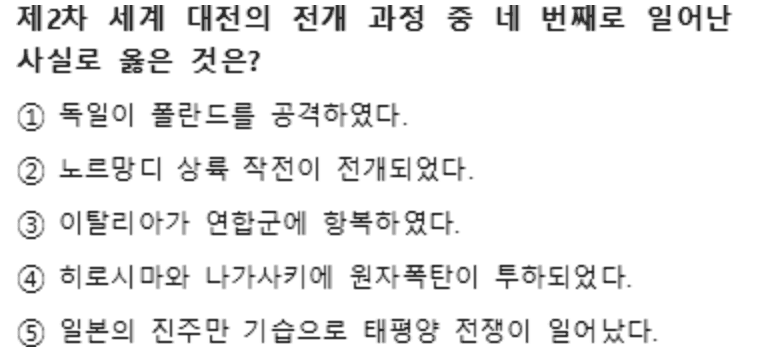 제2차 세계 대전의 전개 과정 중 네 번째로 일어난
사실로 옳은 것은?
① 독일이 폴란드를 공격하였다.
② 노르망디 상륙 작전이 전개되었다.
③ 이탈리아가 연합군에 항복하였다.
④ 히로시마와 나가사키에 원자폭탄이 투하되었다.
⑤ 일본의 진주만 기습으로 태평양 전쟁이 일어났다.